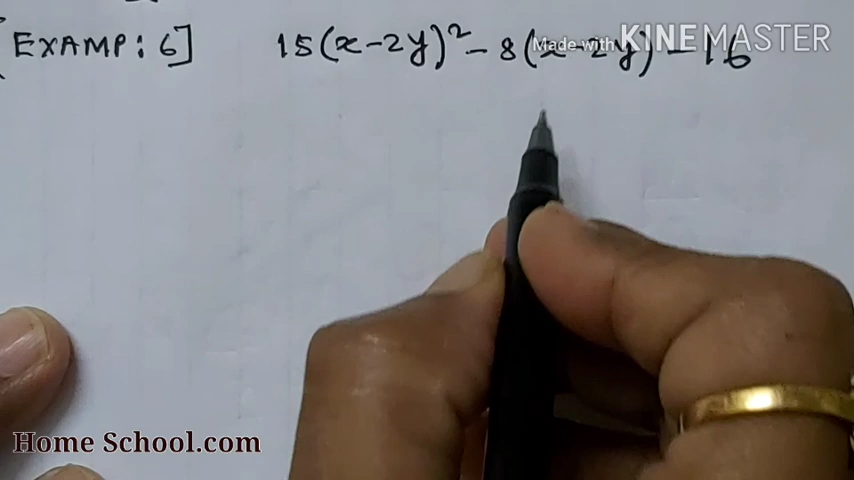 [EXAMP: 6] 15(x-2y)² - 8(x-2y) - 16
Made with KINEMASTER
Home School.com